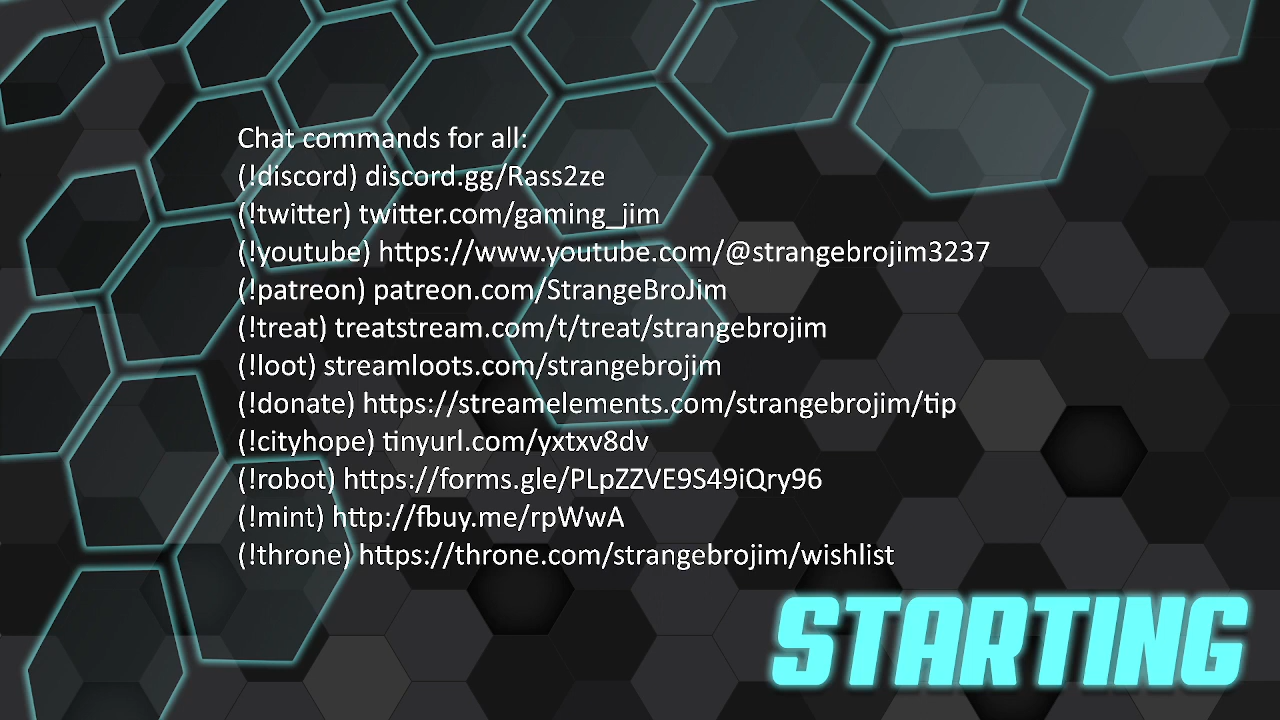 Chat commands for all:
(!discord) discord.gg/Rass2ze
(!twitter) twitter.com/gaming_jim
(!youtube) https://www.youtube.com/@strangebrojim3237
(!patreon) patreon.com/StrangeBroJim
(!treat) treatstream.com/t/treat/strangebrojim
(!loot) streamloots.com/strangebrojim
(!donate) https://streamelements.com/strangebrojim/tip
(!cityhope) tinyurl.com/yxtxv8dv
(!robot) https://forms.gle/PLpZZVE9S49iQry96
(!mint) http://fbuy.me/rpWwA
(!throne) https://throne.com/strangebrojim/wishlist
STARTING